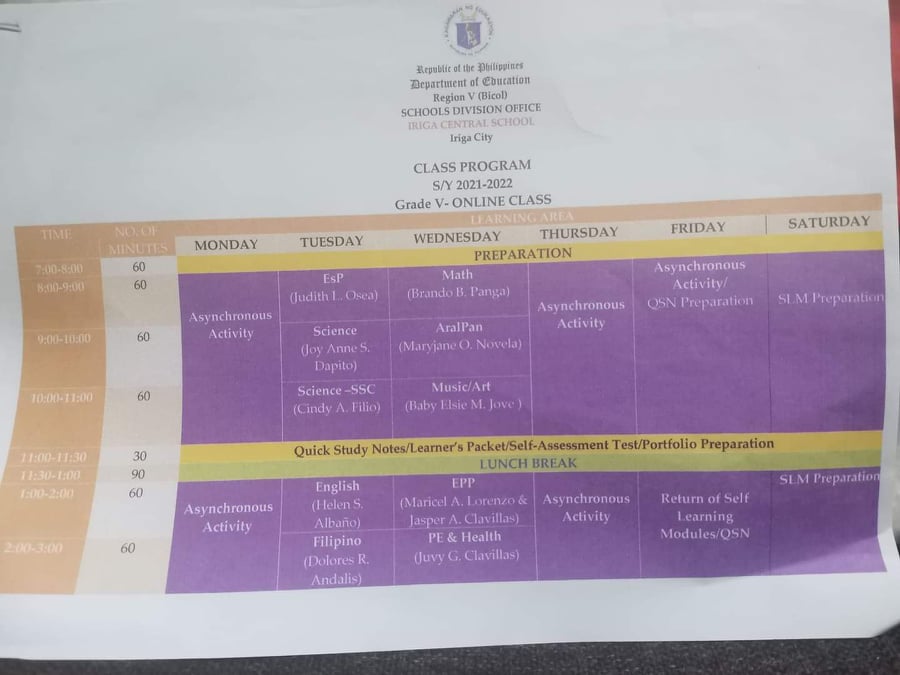 KAGAWARAN NG EDUKASYON
Republic of the Philippines
Department of Education
Region V (Bicol)
SCHOOLS DIVISION OFFICE
IRIGA CENTRAL SCHOOL
Iriga City
CLASS PROGRAM
S/Y 2021-2022
Grade V- ONLINE CLASS
TIME
NO. OF
MINUTES
LEARNING AREA
MONDAY TUESDAY WEDNESDAY THURSDAY FRIDAY SATURDAY
7:00-8:00 60 PREPARATION
8:00-9:00 60
Asynchronous
Activity
EsP
(Judith L. Osea)
Math
(Brando B. Panga)
Asynchronous
Activity
Asynchronous
Activity/
QSN Preparation
SLM Preparation
9:00-10:00 60
Science
(Joy Anne S.
Dapito)
AralPan
(Maryjane O. Novela)
10:00-11:00 60
Science –SSC
(Cindy A. Filio)
Music/Art
(Baby Elsie M. Jove )
11:00-11:30 30 Quick Study Notes/Learner's Packet/Self-Assessment Test/Portfolio Preparation
11:30-1:00 90 LUNCH BREAK
1:00-2:00 60
Asynchronous
Activity
English
(Helen S.
Albaño)
EPP
(Maricel A. Lorenzo &
Jasper A. Clavillas)
Asynchronous
Activity
Return of Self
Learning
Modules/QSN
SLM Preparation
2:00-3:00 60
Filipino
(Dolores R.
Andalis)
PE & Health
(Juvy G. Clavillas)